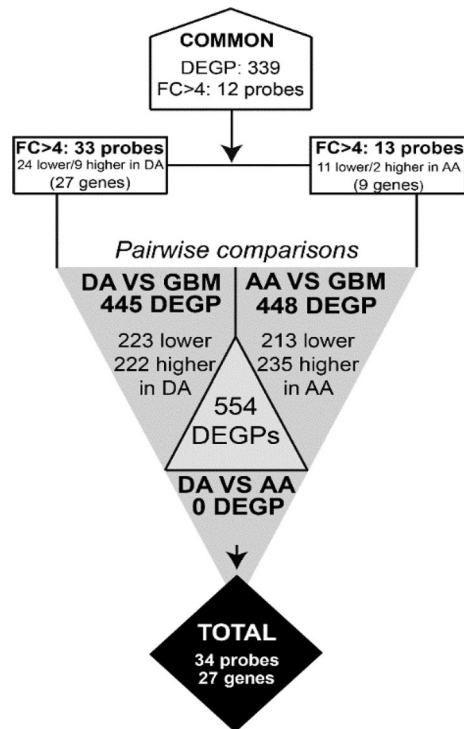 COMMON
DEGP: 339
FC>4: 12 probes
FC>4: 33 probes
24 lower/9 higher in DA
(27 genes)
FC>4: 13 probes
11 lower/2 higher in AA
(9 genes)
Pairwise comparisons
DA VS GBM
445 DEGP
223 lower
222 higher
in DA
AA VS GBM
448 DEGP
213 lower
235 higher
in AA
554
DEGPs
DA VS AA
0 DEGP
TOTAL
34 probes
27 genes